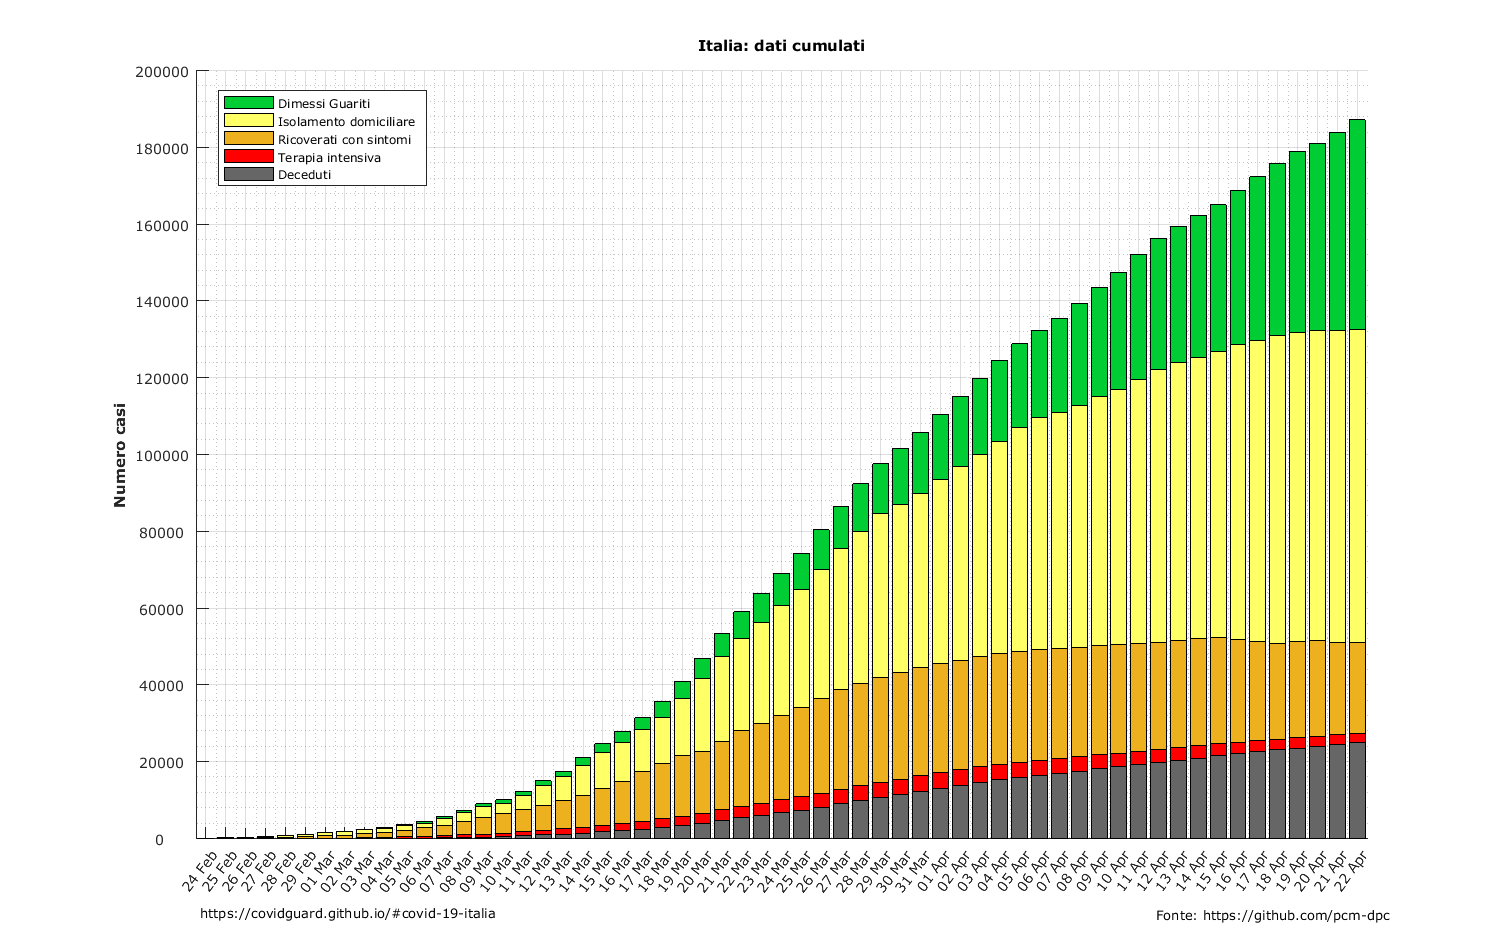 Italia: dati cumulati
200000
180000
160000
140000
120000
100000
80000
60000
40000
20000
0
Numero casi
Dimessi Guariti
Isolamento domiciliare
Ricoverati con sintomi
Terapia intensiva
Deceduti
24 Feb
25 Feb
26 Feb
27 Feb
28 Feb
29 Feb
01 Mar
02 Mar
03 Mar
04 Mar
05 Mar
06 Mar
07 Mar
08 Mar
09 Mar
10 Mar
11 Mar
12 Mar
13 Mar
14 Mar
15 Mar
16 Mar
17 Mar
18 Mar
19 Mar
20 Mar
21 Mar
22 Mar
23 Mar
24 Mar
25 Mar
26 Mar
27 Mar
28 Mar
29 Mar
30 Mar
31 Mar
01 Apr
02 Apr
03 Apr
04 Apr
05 Apr
06 Apr
07 Apr
08 Apr
09 Apr
10 Apr
11 Apr
12 Apr
13 Apr
14 Apr
15 Apr
16 Apr
17 Apr
18 Apr
19 Apr
20 Apr
21 Apr
22 Apr
https://covidguard.github.io/#covid-19-italia
Fonte: https://github.com/pcm-dpc